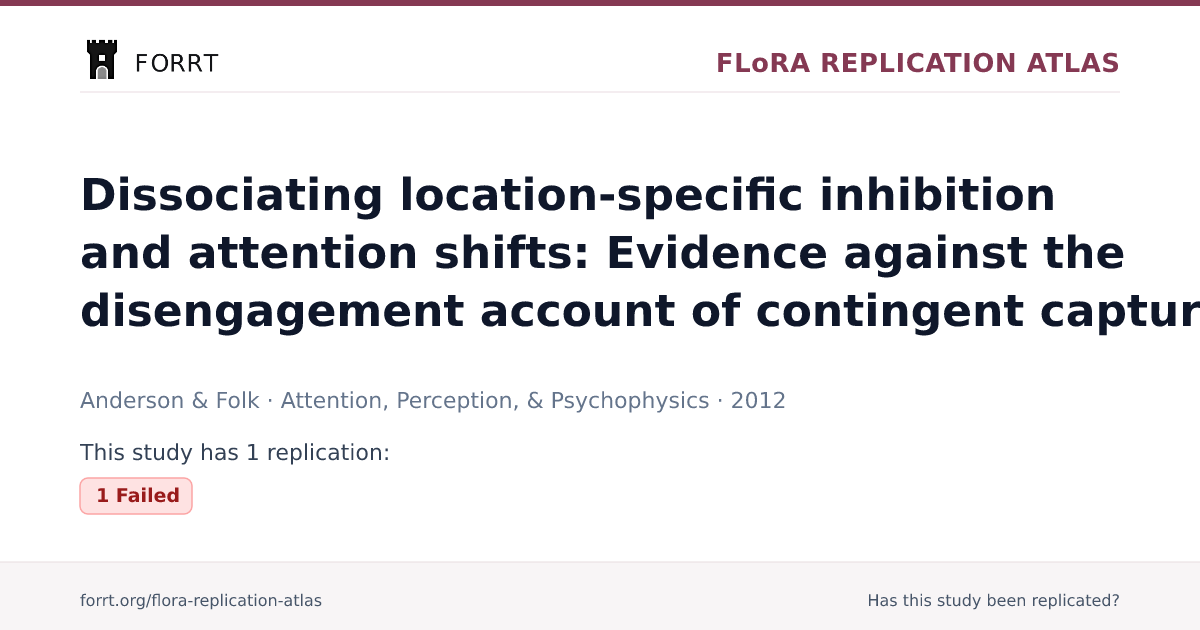 FORRT
FLoRA REPLICATION ATLAS
Dissociating location-specific inhibition
and attention shifts: Evidence against the
disengagement account of contingent captur
Anderson & Folk · Attention, Perception, & Psychophysics · 2012
This study has 1 replication:
1 Failed
forrt.org/flora-replication-atlas
Has this study been replicated?